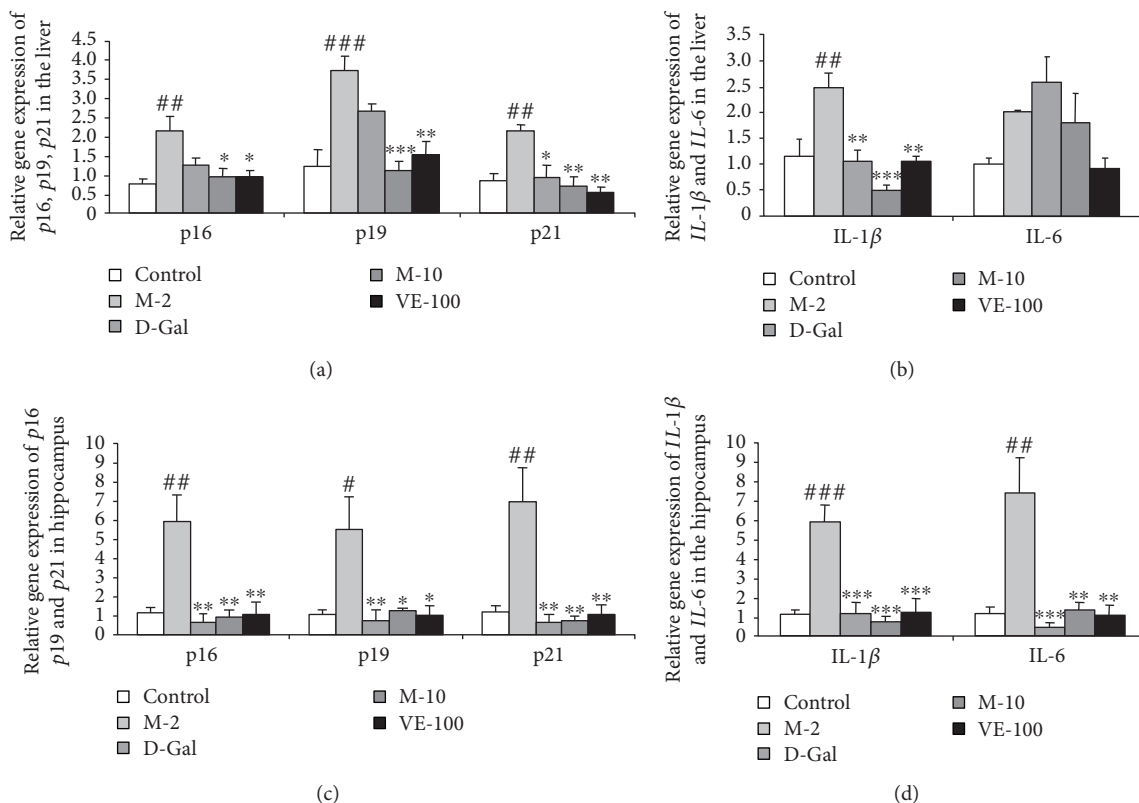 Relative gene expression of
p16, p19, p21 in the liver
4.5
4.0
3.5
3.0
2.5
2.0
1.5
1.0
0.5
0
##
*
*
###
***
**
##
*
**
**
p16
p19
p21
Control
M-2
D-Gal
M-10
VE-100
(a)
Relative gene expression of
IL-1β and IL-6 in the liver
3.5
3.0
2.5
2.0
1.5
1.0
0.5
0
##
**
***
**
IL-1β
IL-6
Control
M-2
D-Gal
M-10
VE-100
(b)
Relative gene expression of p16
p19 and p21 in hippocampus
10
9
8
7
6
5
4
3
2
1
0
##
**
**
**
#
**
*
*
##
**
**
**
p16
p19
p21
Control
M-2
D-Gal
M-10
VE-100
(c)
Relative gene expression of IL-1β
and IL-6 in the hippocampus
10
9
8
7
6
5
4
3
2
1
0
###
***
***
***
##
***
**
**
IL-1β
IL-6
Control
M-2
D-Gal
M-10
VE-100
(d)